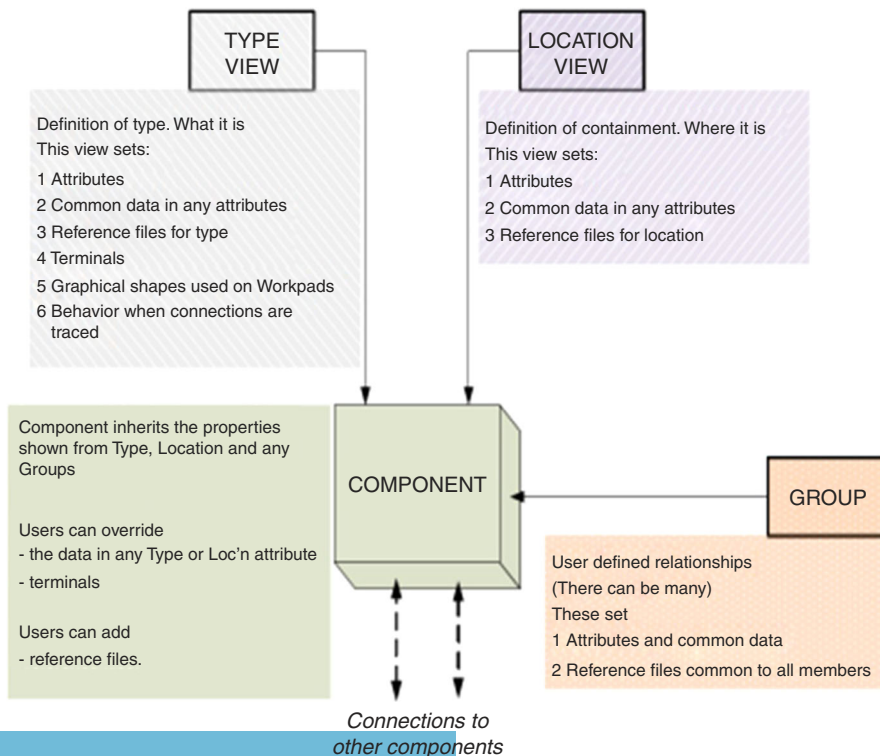 TYPE
VIEW
LOCATION
VIEW
Definition of type. What it is
This view sets:
1 Attributes
2 Common data in any attributes
3 Reference files for type
4 Terminals
5 Graphical shapes used on Workpads
6 Behavior when connections are
traced
Definition of containment. Where it is
This view sets:
1 Attributes
2 Common data in any attributes
3 Reference files for location
Component inherits the properties
shown from Type, Location and any
Groups
Users can override
- the data in any Type or Loc'n attribute
- terminals
Users can add
- reference files.
COMPONENT
GROUP
User defined relationships
(There can be many)
These set
1 Attributes and common data
2 Reference files common to all members
Connections to
other components